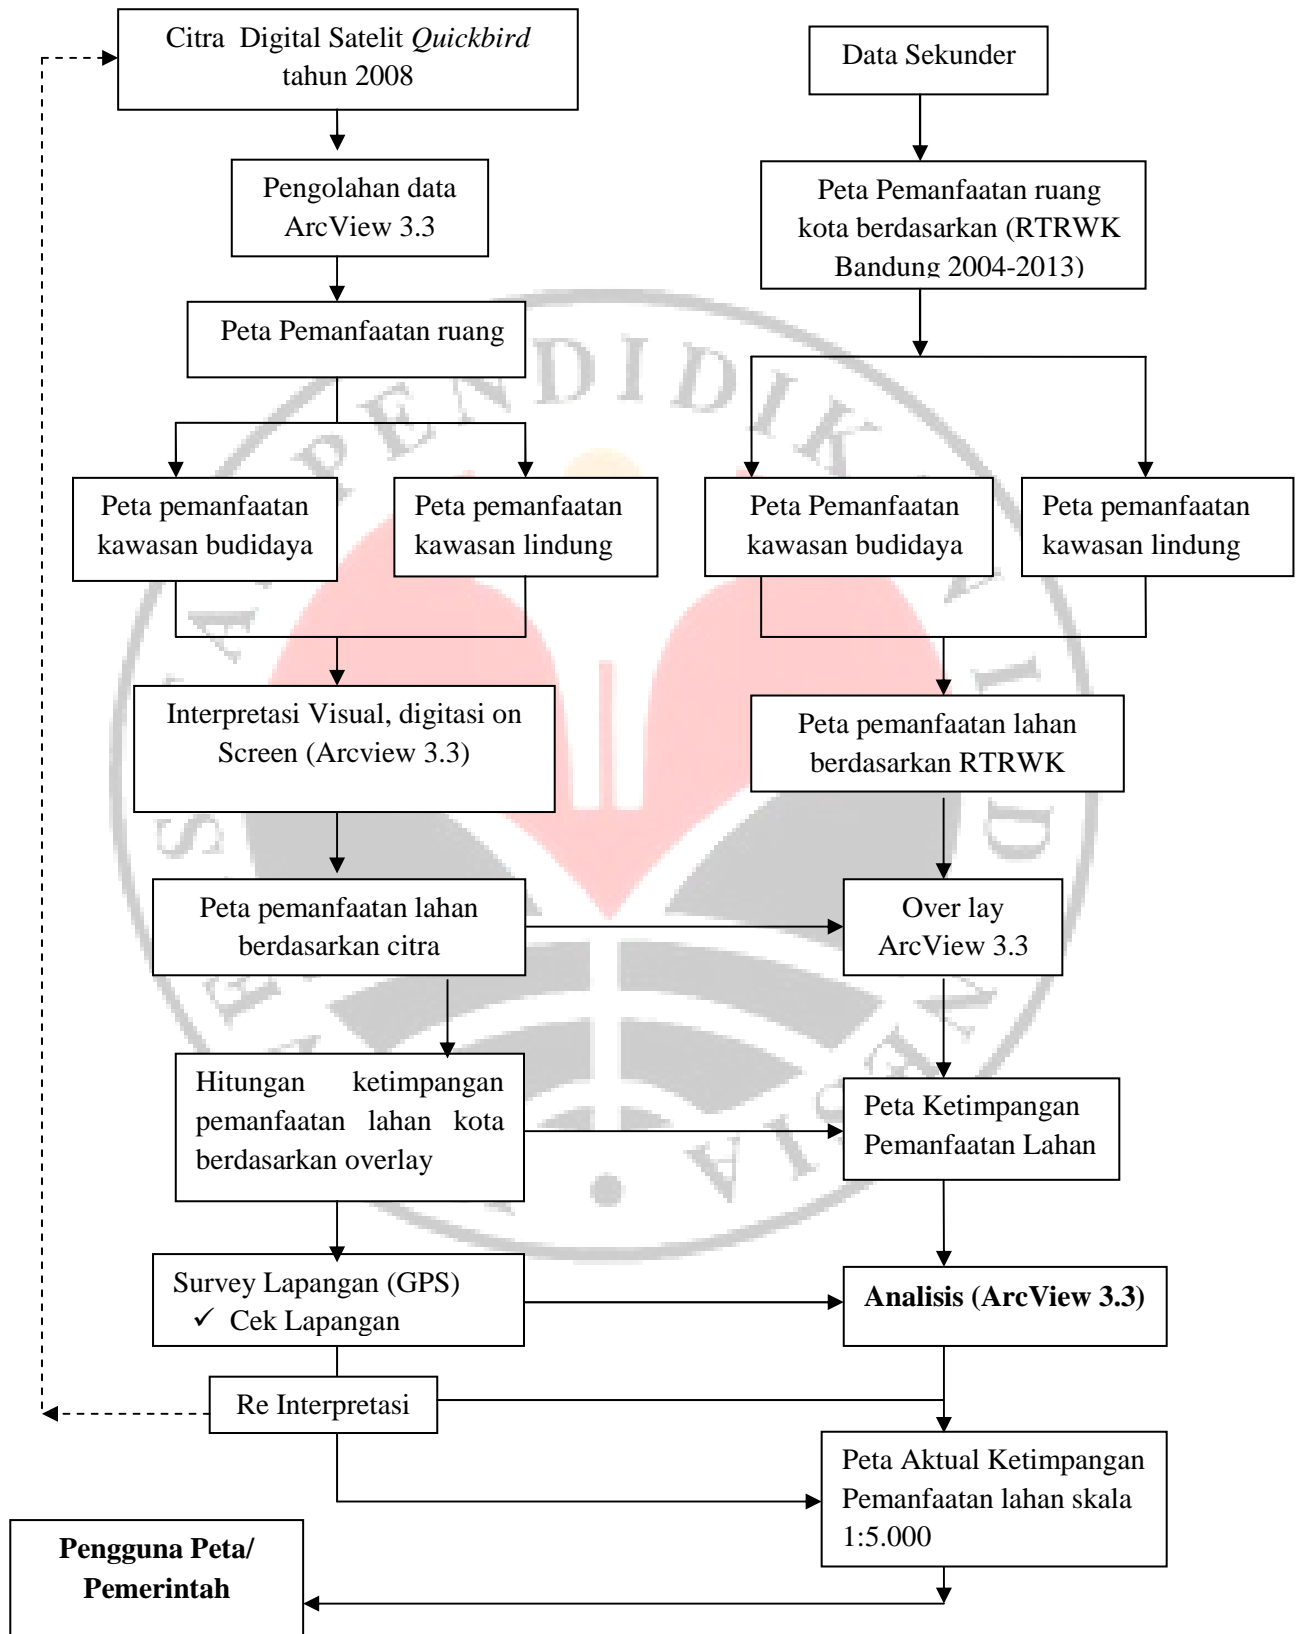 Citra Digital Satelit Quickbird
tahun 2008
Data Sekunder
Pengolahan data
ArcView 3.3
Peta Pemanfaatan ruang
kota berdasarkan (RTRWK
Bandung 2004-2013)
Peta Pemanfaatan ruang
Peta pemanfaatan
kawasan budidaya
Peta pemanfaatan
kawasan lindung
Peta Pemanfaatan
kawasan budidaya
Peta pemanfaatan
kawasan lindung
Interpretasi Visual, digitasi on
Screen (Arcview 3.3)
Peta pemanfaatan lahan
berdasarkan RTRWK
Peta pemanfaatan lahan
berdasarkan citra
Over lay
ArcView 3.3
Hitungan ketimpangan
pemanfaatan lahan kota
berdasarkan overlay
Peta Ketimpangan
Pemanfaatan Lahan
Survey Lapangan (GPS)
✓ Cek Lapangan
Analisis (ArcView 3.3)
Re Interpretasi
Peta Aktual Ketimpangan
Pemanfaatan lahan skala
1:5.000
Pengguna Peta/
Pemerintah
PENDIDIKAN